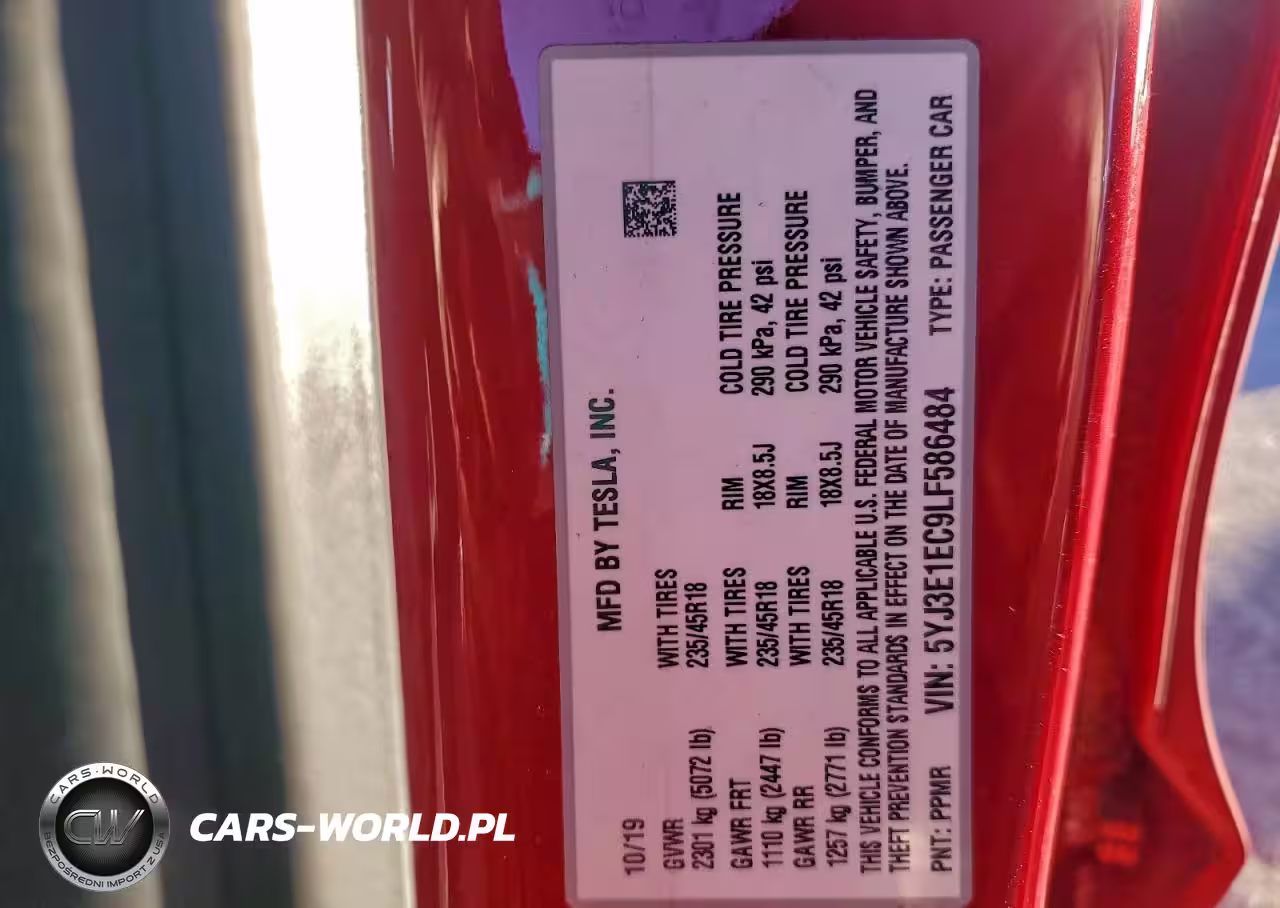 MFD BY TESLA, INC.
10/19
GVWR WITH TIRES
2301 kg (5072 lb) 235/45R18
GAWR FRT WITH TIRES RIM COLD TIRE PRESSURE
1110 kg (2447 lb) 235/45R18 18X8.5J 290 kPa, 42 psi
GAWR RR WITH TIRES RIM COLD TIRE PRESSURE
1257 kg (2771 lb) 235/45R18 18X8.5J 290 kPa, 42 psi
THIS VEHICLE CONFORMS TO ALL APPLICABLE U.S. FEDERAL MOTOR VEHICLE SAFETY, BUMPER, AND
THEFT PREVENTION STANDARDS IN EFFECT ON THE DATE OF MANUFACTURE SHOWN ABOVE.
PNT: PPMR VIN: 5YJ3E1EC9LF586484 TYPE: PASSENGER CAR
CARS-WORLD
CW
BEZPOŚREDNI IMPORT Z USA
CARS-WORLD.PL